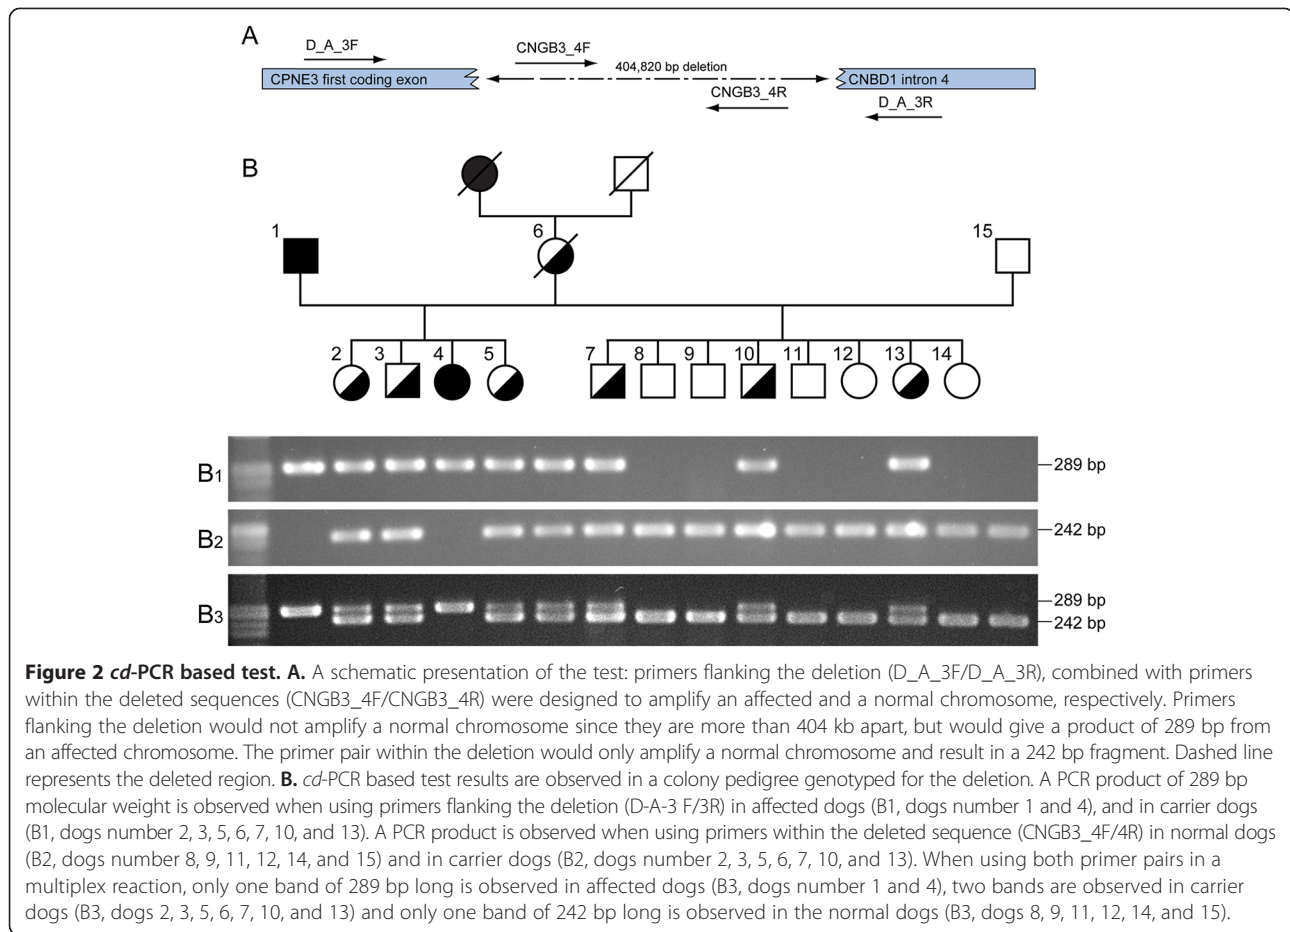 A
D_A_3F
CNGB3_4F
CPNE3 first coding exon
404,820 bp deletion
CNBD1 intron 4
CNGB3_4R
D_A_3R
B
1
6
15
2 3 4 5 7 8 9 10 11 12 13 14
B1
289 bp
B2
242 bp
B3
289 bp
242 bp
Figure 2 cd-PCR based test. A. A schematic presentation of the test: primers flanking the deletion (D_A_3F/D_A_3R), combined with primers
within the deleted sequences (CNGB3_4F/CNGB3_4R) were designed to amplify an affected and a normal chromosome, respectively. Primers
flanking the deletion would not amplify a normal chromosome since they are more than 404 kb apart, but would give a product of 289 bp from
an affected chromosome. The primer pair within the deletion would only amplify a normal chromosome and result in a 242 bp fragment. Dashed line
represents the deleted region. B. cd-PCR based test results are observed in a colony pedigree genotyped for the deletion. A PCR product of 289 bp
molecular weight is observed when using primers flanking the deletion (D-A-3 F/3R) in affected dogs (B1, dogs number 1 and 4), and in carrier dogs
(B1, dogs number 2, 3, 5, 6, 7, 10, and 13). A PCR product is observed when using primers within the deleted sequence (CNGB3_4F/4R) in normal dogs
(B2, dogs number 8, 9, 11, 12, 14, and 15) and in carrier dogs (B2, dogs number 2, 3, 5, 6, 7, 10, and 13). When using both primer pairs in a
multiplex reaction, only one band of 289 bp long is observed in affected dogs (B3, dogs number 1 and 4), two bands are observed in carrier
dogs (B3, dogs 2, 3, 5, 6, 7, 10, and 13) and only one band of 242 bp long is observed in the normal dogs (B3, dogs 8, 9, 11, 12, 14, and 15).